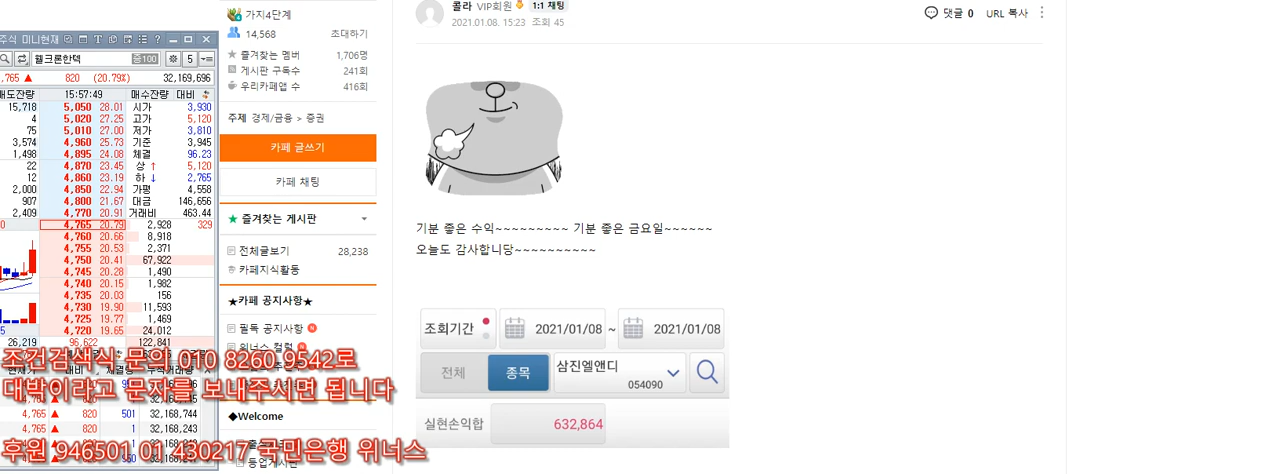 주식 미니현재
웰크론한텍 증100 5
4,765 ▲ 820 (20.79%) 32,169,696
매도잔량 15:57:49 매수잔량 대비
15,718 5,050 28.01 시가 3,930
4 5,020 27.25 고가 5,120
75 5,010 27.00 저가 3,810
3,574 4,960 25.73 기준 3,945
1,498 4,895 24.08 체결 96.23
22 4,870 23.45 상 ↑ 5,120
12 4,860 23.19 하 ↓ 2,765
2,000 4,850 22.94 가평 4,558
907 4,800 21.67 대금 146,656
2,409 4,770 20.91 거래비 463.44
4,765 20.79 2,928 329
4,760 20.66 8,918
4,755 20.53 2,371
4,750 20.41 67,922
4,745 20.28 1,490
4,740 20.15 1,982
4,735 20.03 156
4,730 19.90 11,593
4,725 19.77 1,469
4,720 19.65 24,012
26,219 96,622 122,841
4,765 ▲ 820 501 32,168,744
4,765 ▲ 820 1 32,168,243
가지4단계
14,568 초대하기
★ 즐겨찾는 멤버 1,706명
게시판 구독수 241회
우리카페앱 수 416회
주제 경제/금융 > 증권
카페 글쓰기
카페 채팅
★ 즐겨찾는 게시판
전체글보기 28,238
카페지식활동
★카페 공지사항★
필독 공지사항 N
위너스 컬럼 N
◆Welcome
등업게시판
콜라 VIP회원 1:1 채팅
2021.01.08. 15:23 조회 45
댓글 0 URL 복사
기분 좋은 수익~~~~~~~~~ 기분 좋은 금요일~~~~~~
오늘도 감사합니당~~~~~~~~~~
조회기간 2021/01/08 ~ 2021/01/08
전체 종목 삼진엘앤디 054090
실현손익합 632,864
조건검색식 문의 010 8260 9542로
대박이라고 문자를 보내주시면 됩니다
후원 946501 01 430217 국민은행 위너스